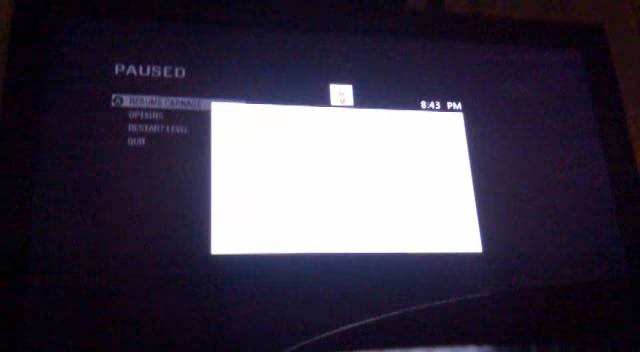 PAUSED
8:43 PM
RESUME CARNAGE
OPTIONS
RESTART LEVEL
QUIT